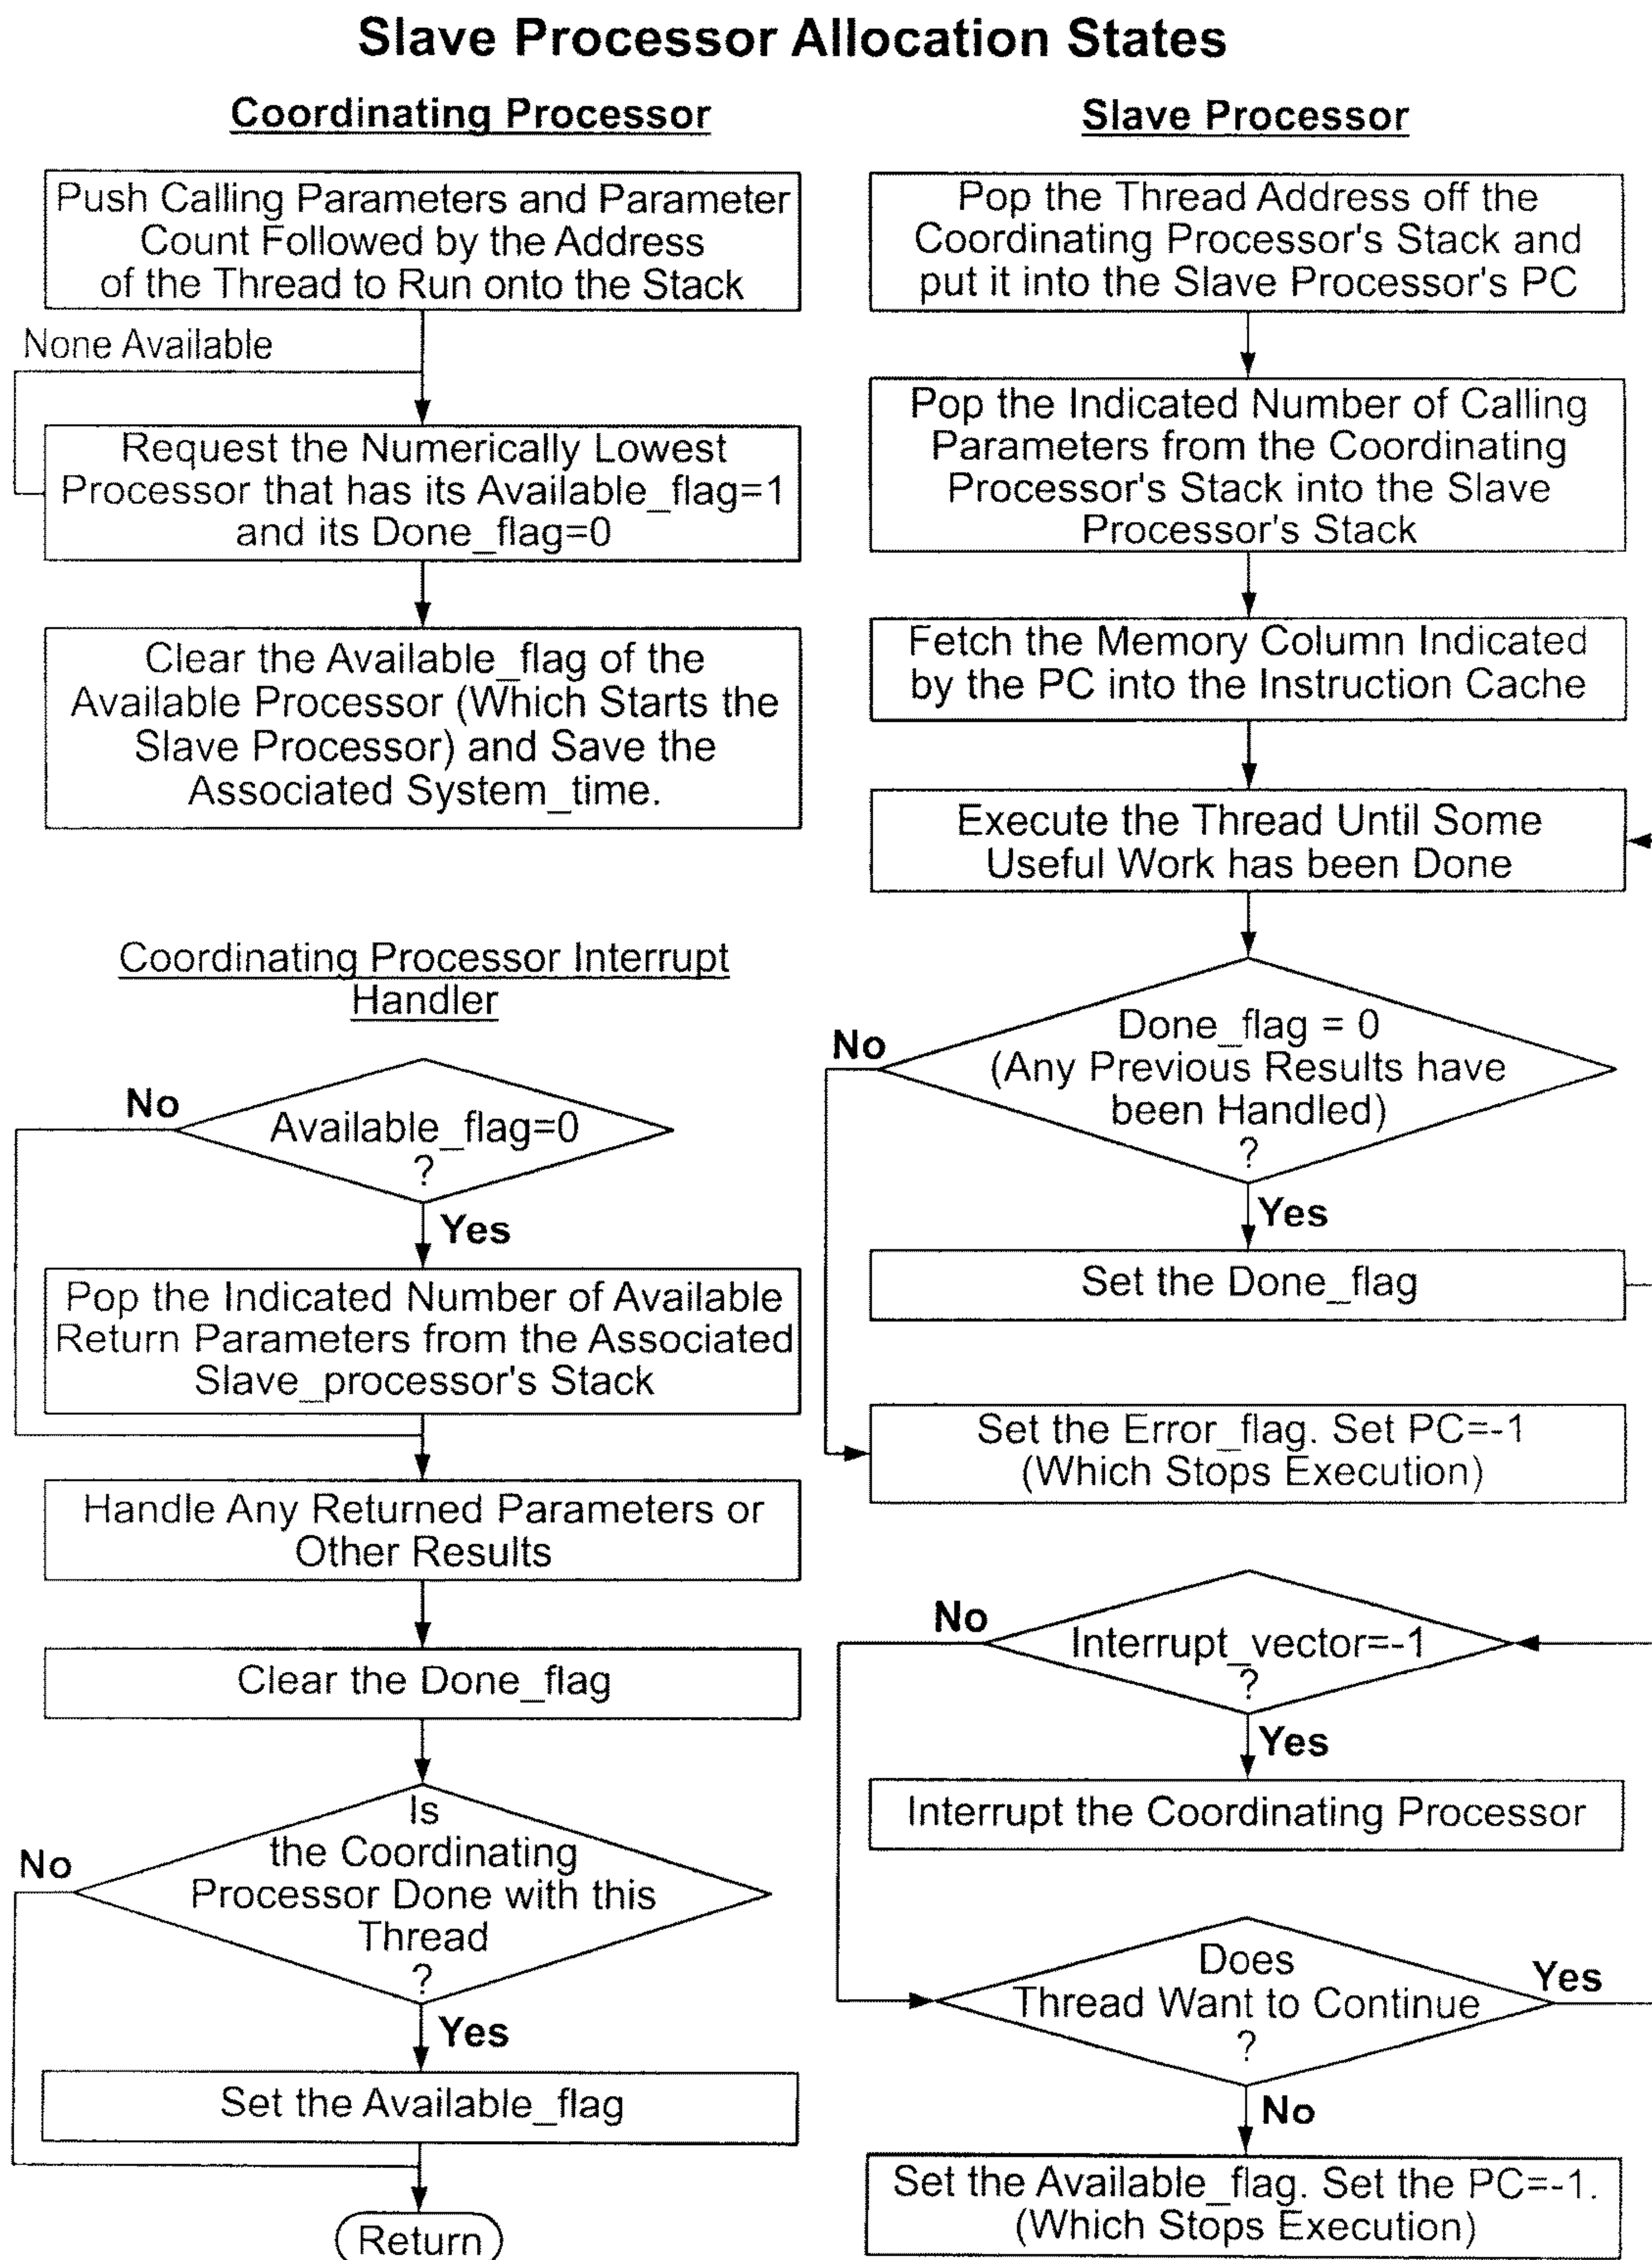 Slave Processor Allocation States
Coordinating Processor
Push Calling Parameters and Parameter
Count Followed by the Address
of the Thread to Run onto the Stack
None Available
Request the Numerically Lowest
Processor that has its Available_flag=1
and its Done_flag=0
Clear the Available_flag of the
Available Processor (Which Starts the
Slave Processor) and Save the
Associated System_time.
Coordinating Processor Interrupt
Handler
No
Available_flag=0
?
Yes
Pop the Indicated Number of Available
Return Parameters from the Associated
Slave_processor's Stack
Handle Any Returned Parameters or
Other Results
Clear the Done_flag
Is
the Coordinating
Processor Done with this
Thread
?
No
Yes
Set the Available_flag
Return
Slave Processor
Pop the Thread Address off the
Coordinating Processor's Stack and
put it into the Slave Processor's PC
Pop the Indicated Number of Calling
Parameters from the Coordinating
Processor's Stack into the Slave
Processor's Stack
Fetch the Memory Column Indicated
by the PC into the Instruction Cache
Execute the Thread Until Some
Useful Work has been Done
No
Done_flag = 0
(Any Previous Results have
been Handled)
?
Yes
Set the Done_flag
Set the Error_flag. Set PC=-1
(Which Stops Execution)
No
Interrupt_vector=-1
?
Yes
Interrupt the Coordinating Processor
Does
Thread Want to Continue
?
Yes
No
Set the Available_flag. Set the PC=-1.
(Which Stops Execution)